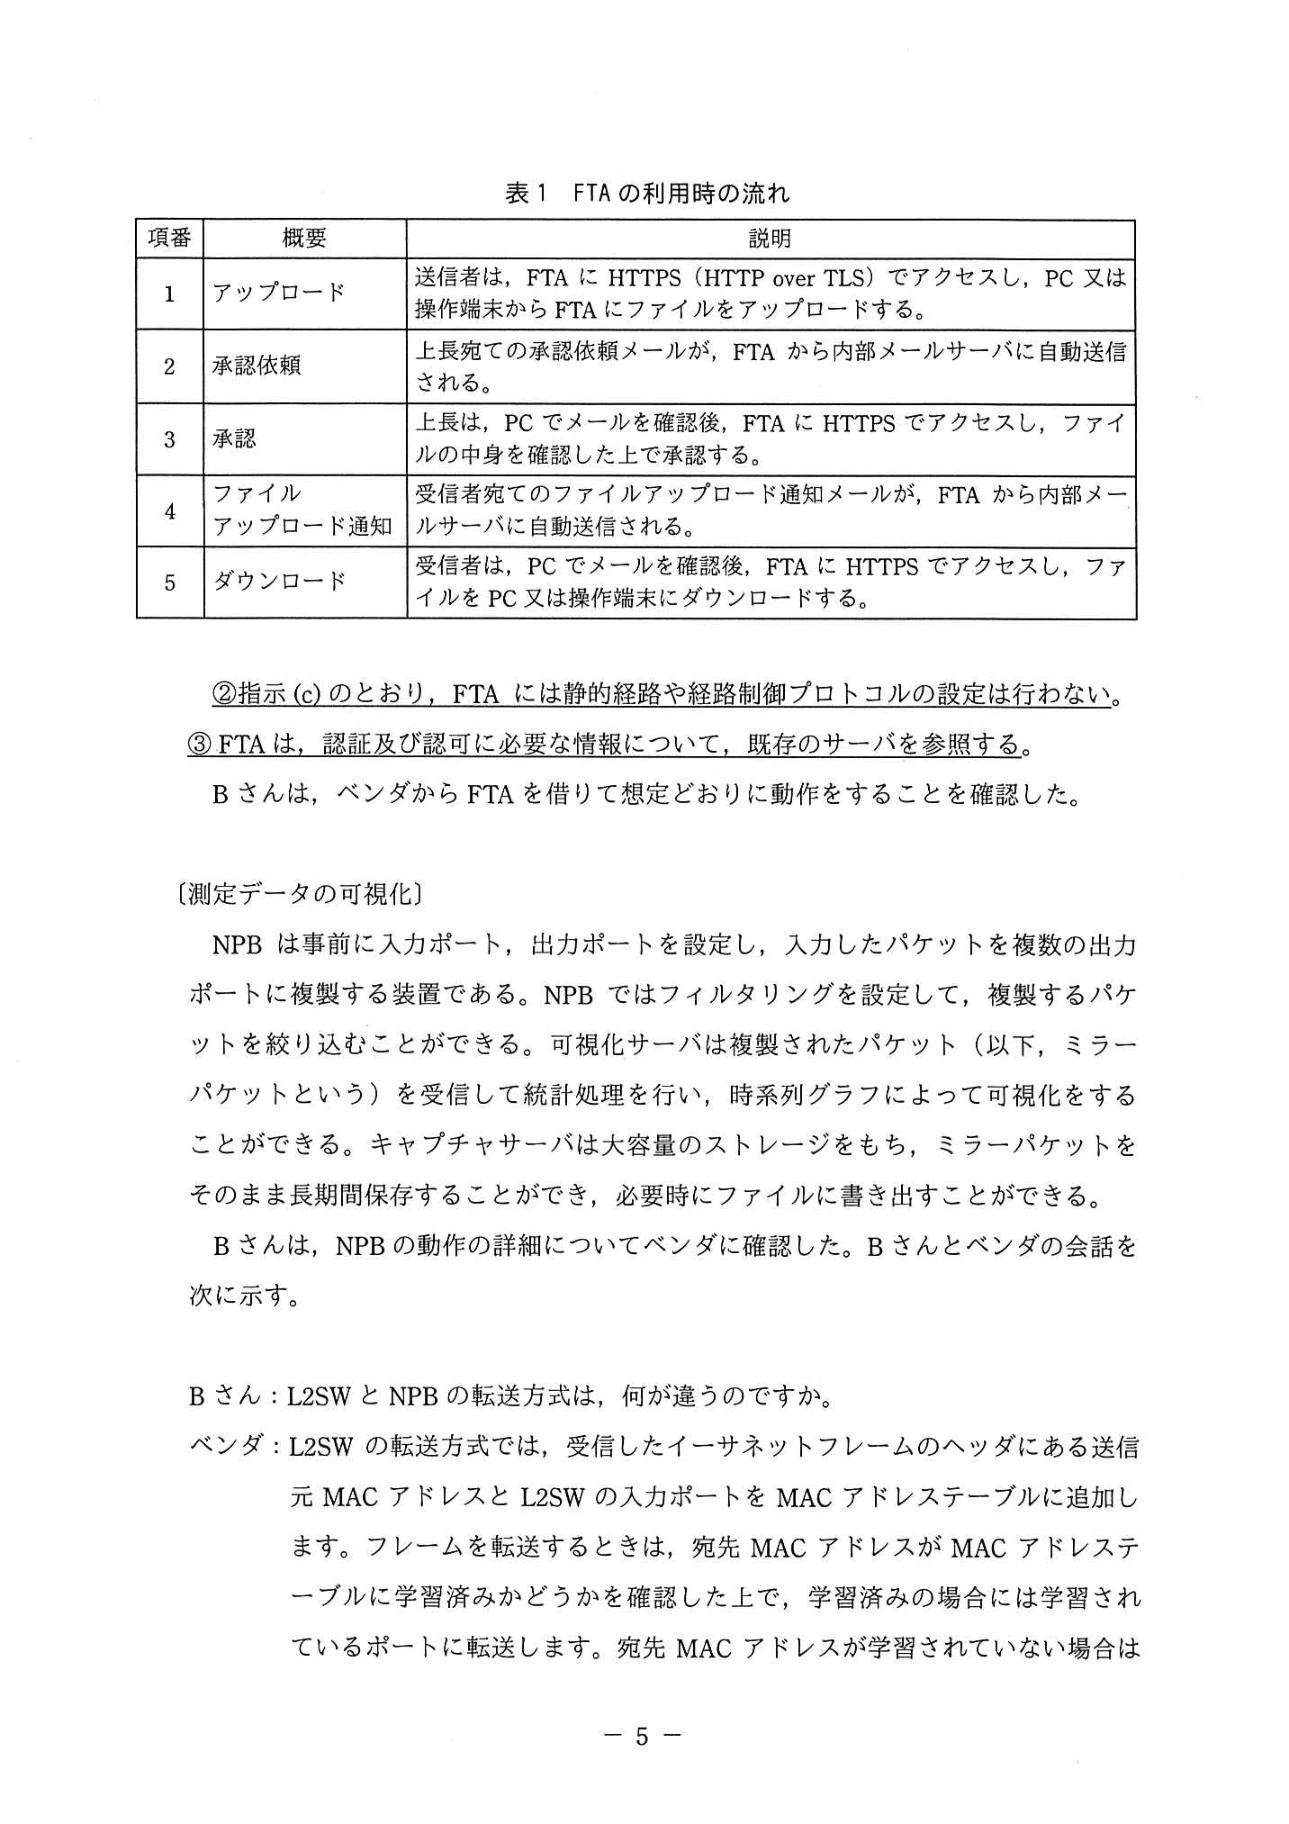 表1　FTAの利用時の流れ
項番　概要　説明
1　アップロード　送信者は，FTA に HTTPS（HTTP over TLS）でアクセスし，PC 又は
操作端末から FTA にファイルをアップロードする。
2　承認依頼　上長宛ての承認依頼メールが，FTA から内部メールサーバに自動送信
される。
3　承認　上長は，PC でメールを確認後，FTA に HTTPS でアクセスし，ファイ
ルの中身を確認した上で承認する。
4　ファイル
アップロード通知　受信者宛てのファイルアップロード通知メールが，FTA から内部メー
ルサーバに自動送信される。
5　ダウンロード　受信者は，PC でメールを確認後，FTA に HTTPS でアクセスし，ファ
イルを PC 又は操作端末にダウンロードする。
②指示(c)のとおり，FTA には静的経路や経路制御プロトコルの設定は行わない。
③FTA は，認証及び認可に必要な情報について，既存のサーバを参照する。
B さんは，ベンダから FTA を借りて想定どおりに動作をすることを確認した。
〔測定データの可視化〕
NPB は事前に入力ポート，出力ポートを設定し，入力したパケットを複数の出力
ポートに複製する装置である。NPB ではフィルタリングを設定して，複製するパケ
ットを絞り込むことができる。可視化サーバは複製されたパケット（以下，ミラー
パケットという）を受信して統計処理を行い，時系列グラフによって可視化をする
ことができる。キャプチャサーバは大容量のストレージをもち，ミラーパケットを
そのまま長期間保存することができ，必要時にファイルに書き出すことができる。
B さんは，NPB の動作の詳細についてベンダに確認した。B さんとベンダの会話を
次に示す。
B さん：L2SW と NPB の転送方式は，何が違うのですか。
ベンダ：L2SW の転送方式では，受信したイーサネットフレームのヘッダにある送信
元 MAC アドレスと L2SW の入力ポートを MAC アドレステーブルに追加し
ます。フレームを転送するときは，宛先 MAC アドレスが MAC アドレステ
ーブルに学習済みかどうかを確認した上で，学習済みの場合には学習され
ているポートに転送します。宛先 MAC アドレスが学習されていない場合は
－ 5 －